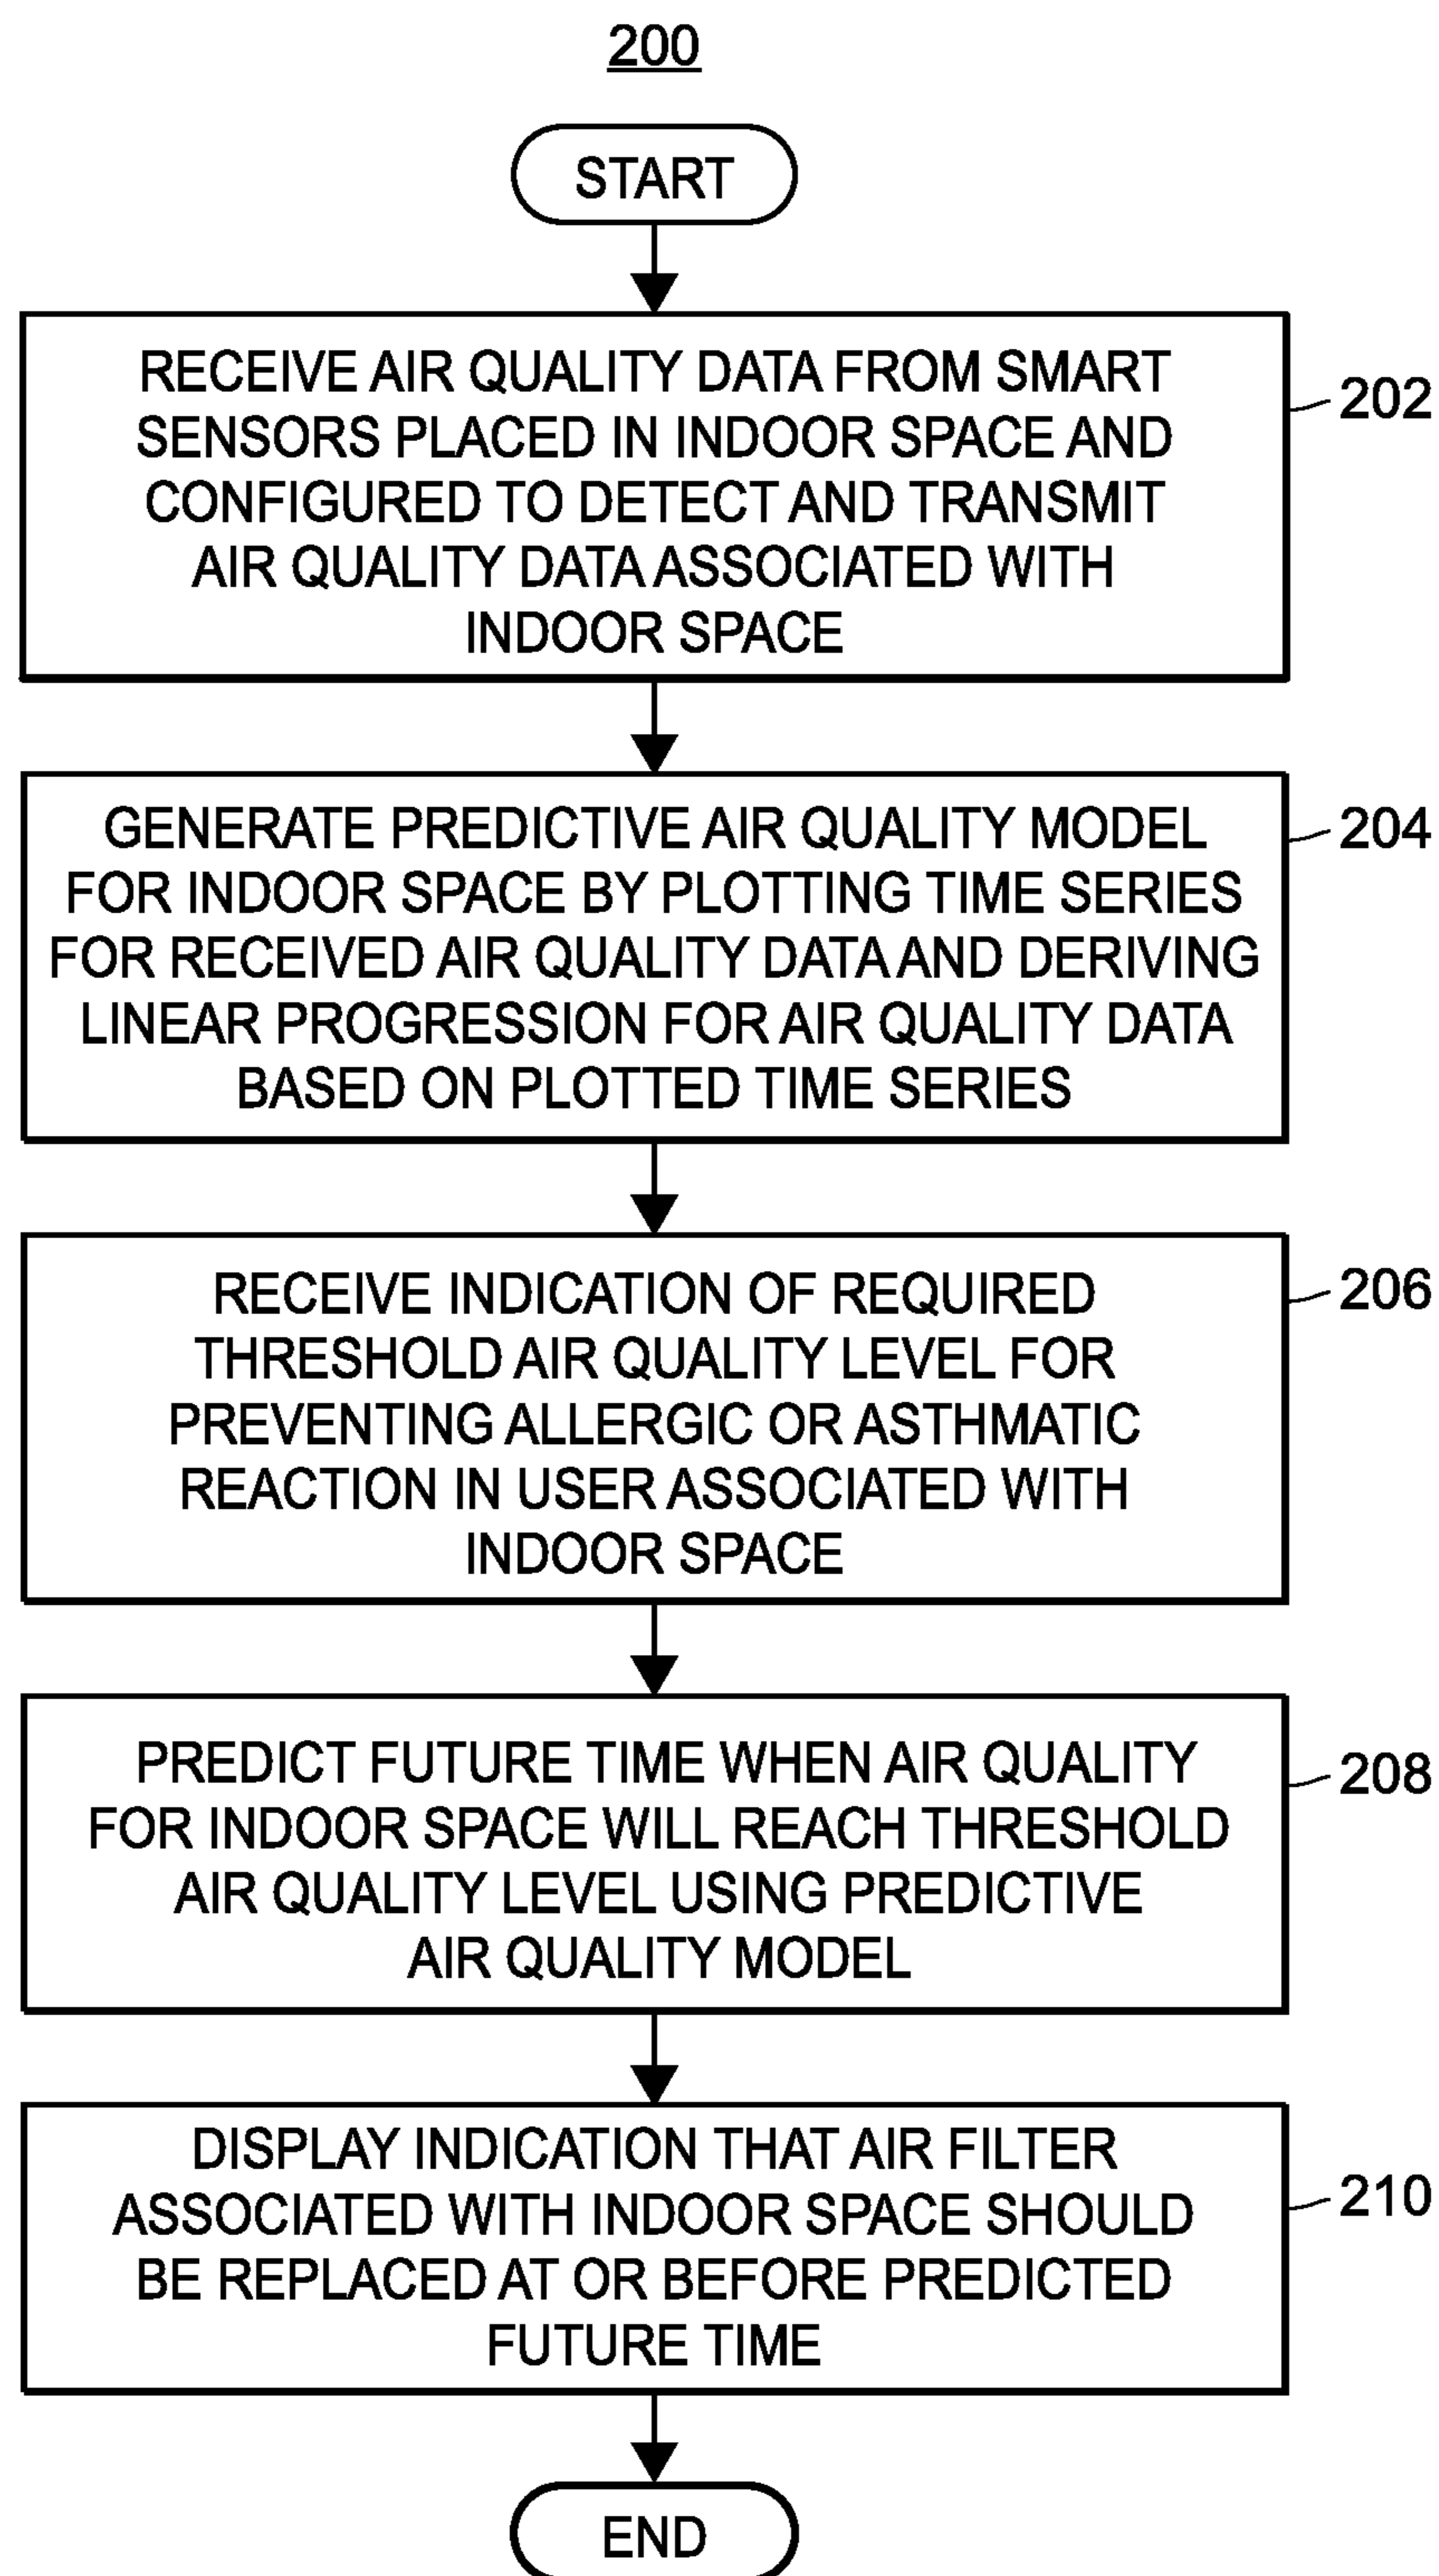 200
START
RECEIVE AIR QUALITY DATA FROM SMART
SENSORS PLACED IN INDOOR SPACE AND
CONFIGURED TO DETECT AND TRANSMIT
AIR QUALITY DATA ASSOCIATED WITH
INDOOR SPACE
202
GENERATE PREDICTIVE AIR QUALITY MODEL
FOR INDOOR SPACE BY PLOTTING TIME SERIES
FOR RECEIVED AIR QUALITY DATA AND DERIVING
LINEAR PROGRESSION FOR AIR QUALITY DATA
BASED ON PLOTTED TIME SERIES
204
RECEIVE INDICATION OF REQUIRED
THRESHOLD AIR QUALITY LEVEL FOR
PREVENTING ALLERGIC OR ASTHMATIC
REACTION IN USER ASSOCIATED WITH
INDOOR SPACE
206
PREDICT FUTURE TIME WHEN AIR QUALITY
FOR INDOOR SPACE WILL REACH THRESHOLD
AIR QUALITY LEVEL USING PREDICTIVE
AIR QUALITY MODEL
208
DISPLAY INDICATION THAT AIR FILTER
ASSOCIATED WITH INDOOR SPACE SHOULD
BE REPLACED AT OR BEFORE PREDICTED
FUTURE TIME
210
END